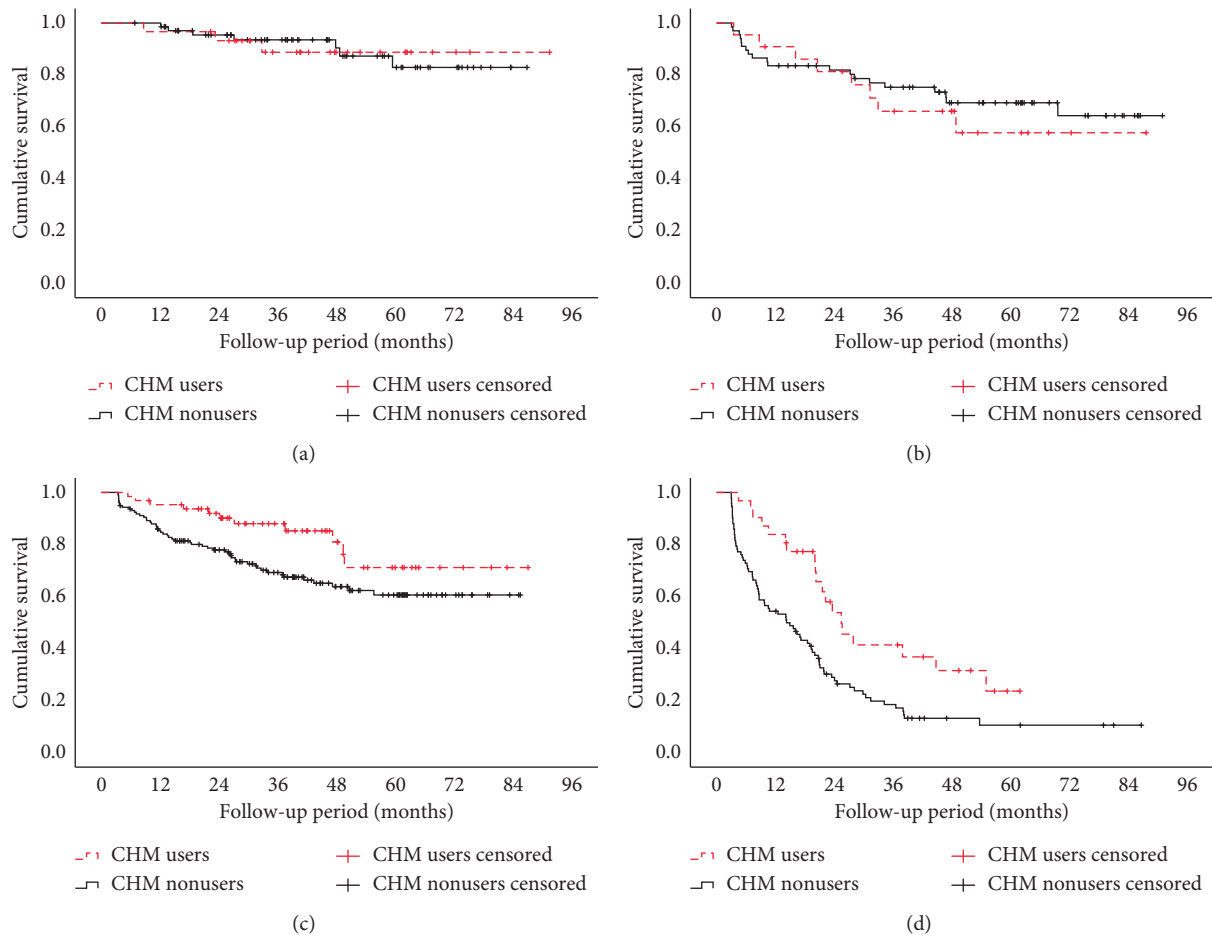 Cumulative survival
1.0
0.8
0.6
0.4
0.2
0.0
0 12 24 36 48 60 72 84 96
Follow-up period (months)
CHM users CHM users censored
CHM nonusers CHM nonusers censored
(a)
Cumulative survival
1.0
0.8
0.6
0.4
0.2
0.0
0 12 24 36 48 60 72 84 96
Follow-up period (months)
CHM users CHM users censored
CHM nonusers CHM nonusers censored
(b)
Cumulative survival
1.0
0.8
0.6
0.4
0.2
0.0
0 12 24 36 48 60 72 84 96
Follow-up period (months)
CHM users CHM users censored
CHM nonusers CHM nonusers censored
(c)
Cumulative survival
1.0
0.8
0.6
0.4
0.2
0.0
0 12 24 36 48 60 72 84 96
Follow-up period (months)
CHM users CHM users censored
CHM nonusers CHM nonusers censored
(d)